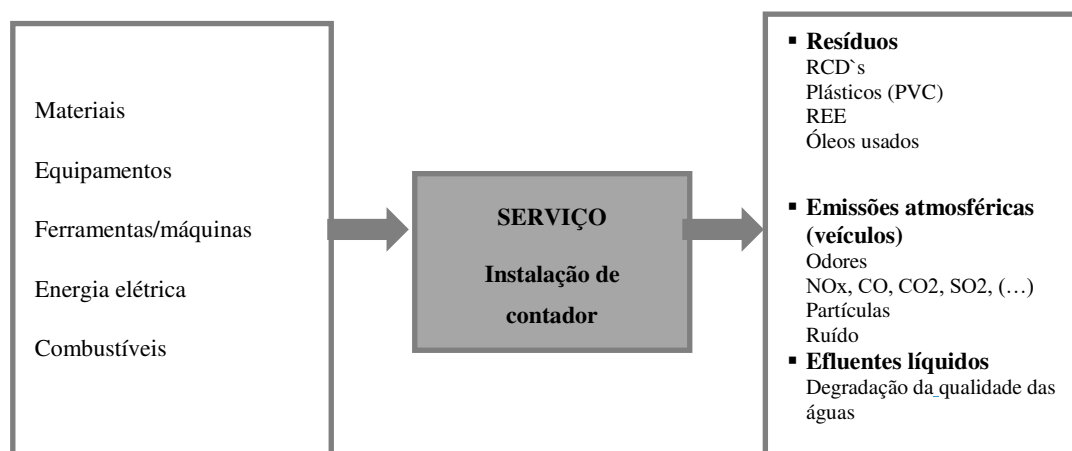 Materiais
Equipamentos
Ferramentas/máquinas
Energia elétrica
Combustíveis
SERVIÇO
Instalação de
contador
▪ Resíduos
RCD`s
Plásticos (PVC)
REE
Óleos usados
▪ Emissões atmosféricas
(veículos)
Odores
NOx, CO, CO2, SO2, (…)
Partículas
Ruído
▪ Efluentes líquidos
Degradação da qualidade das
águas